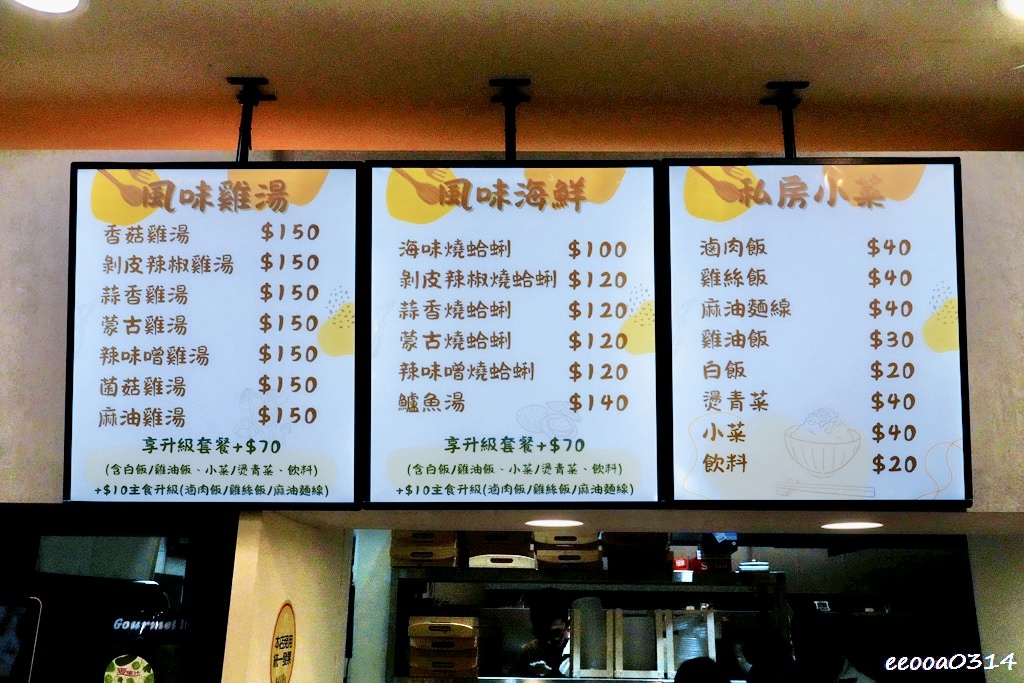 風味雞湯
香菇雞湯 $150
剝皮辣椒雞湯 $150
蒜香雞湯 $150
蒙古雞湯 $150
辣味噌雞湯 $150
菌菇雞湯 $150
麻油雞湯 $150
享升級套餐+$70
(含白飯/雞油飯、小菜/燙青菜、飲料)
+$10主食升級(滷肉飯/雞絲飯/麻油麵線)
風味海鮮
海味燒蛤蜊 $100
剝皮辣椒燒蛤蜊 $120
蒜香燒蛤蜊 $120
蒙古燒蛤蜊 $120
辣味噌燒蛤蜊 $120
鱸魚湯 $140
享升級套餐+$70
(含白飯/雞油飯、小菜/燙青菜、飲料)
+$10主食升級(滷肉飯/雞絲飯/麻油麵線)
私房小菜
滷肉飯 $40
雞絲飯 $40
麻油麵線 $40
雞油飯 $30
白飯 $20
燙青菜 $40
小菜 $40
飲料 $20
Gourmet
本店使用
統一發票
eeooa0314